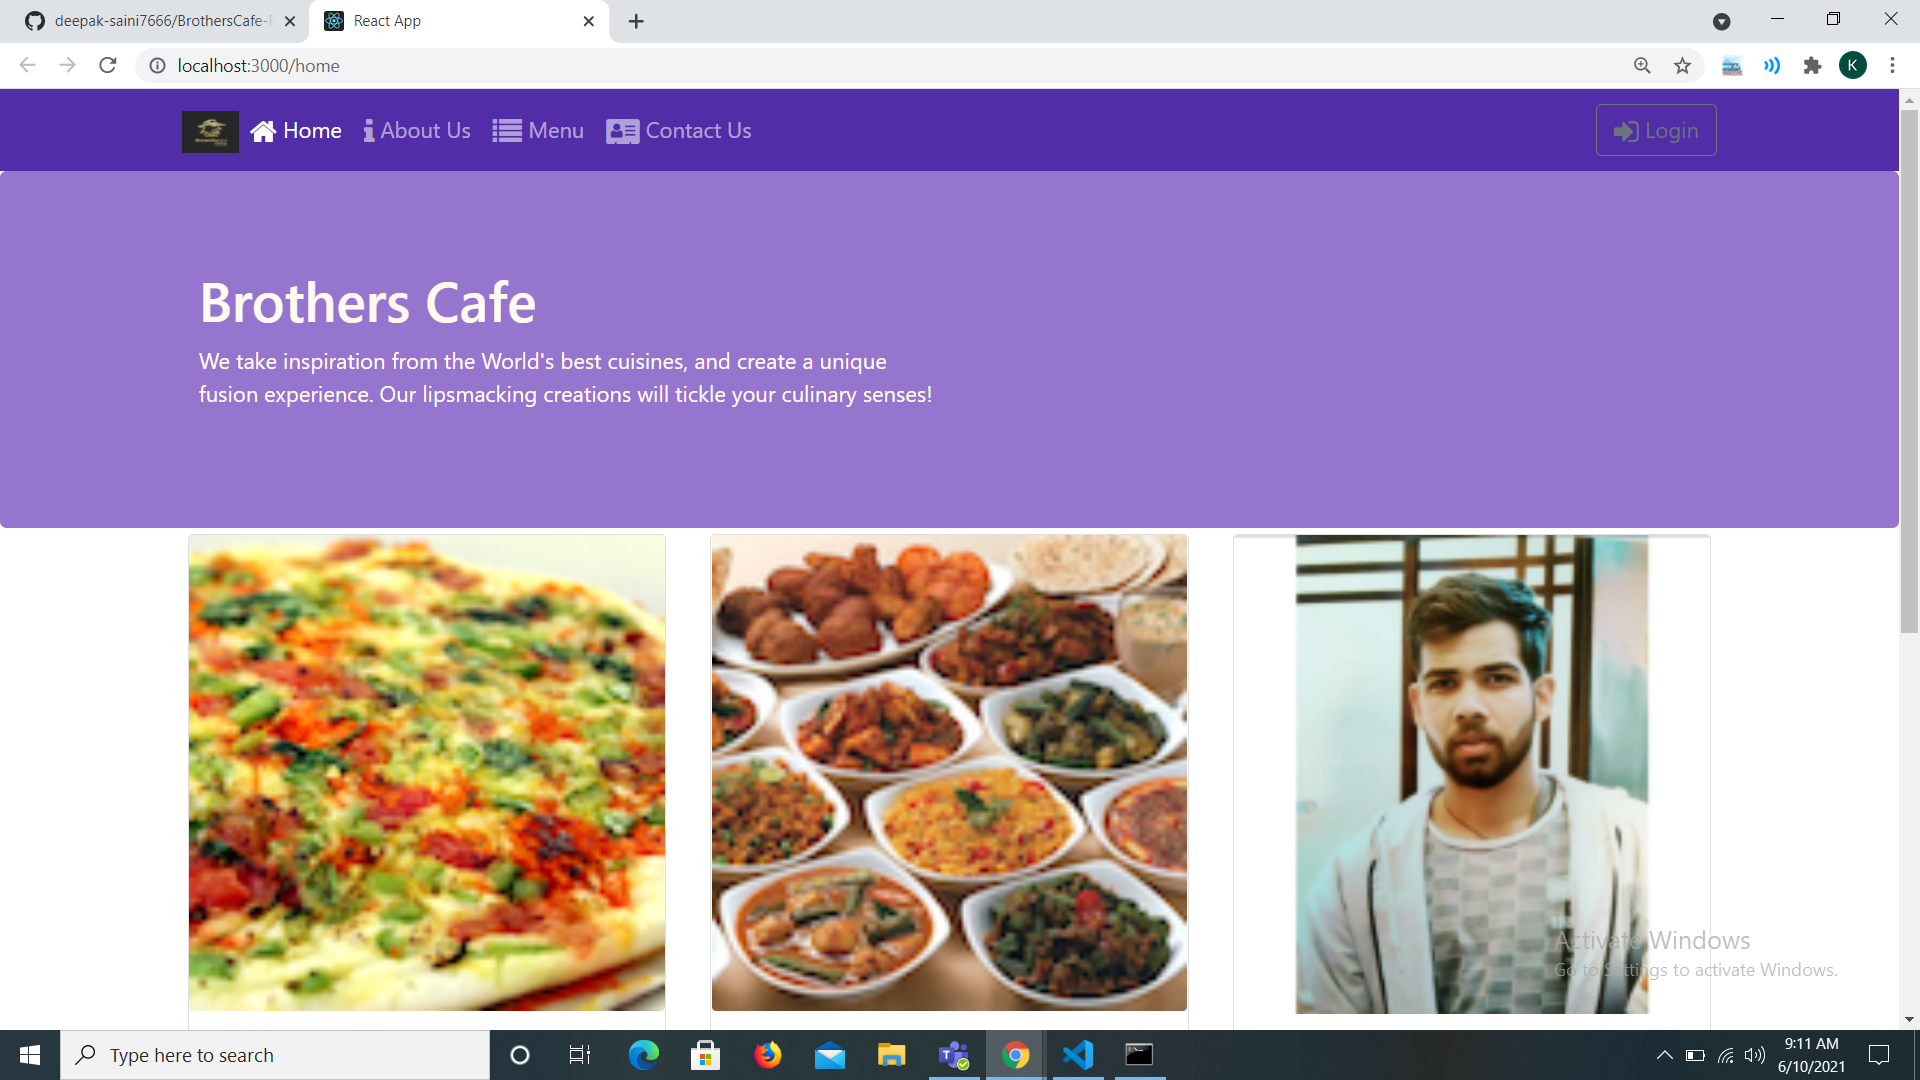 deepak-saini7666/BrothersCafe-
React App
localhost:3000/home
Home
About Us
Menu
Contact Us
Login
Brothers Cafe
We take inspiration from the World's best cuisines, and create a unique
fusion experience. Our lipsmacking creations will tickle your culinary senses!
Activate Windows
Go to Settings to activate Windows.
Type here to search
9:11 AM
6/10/2021
K